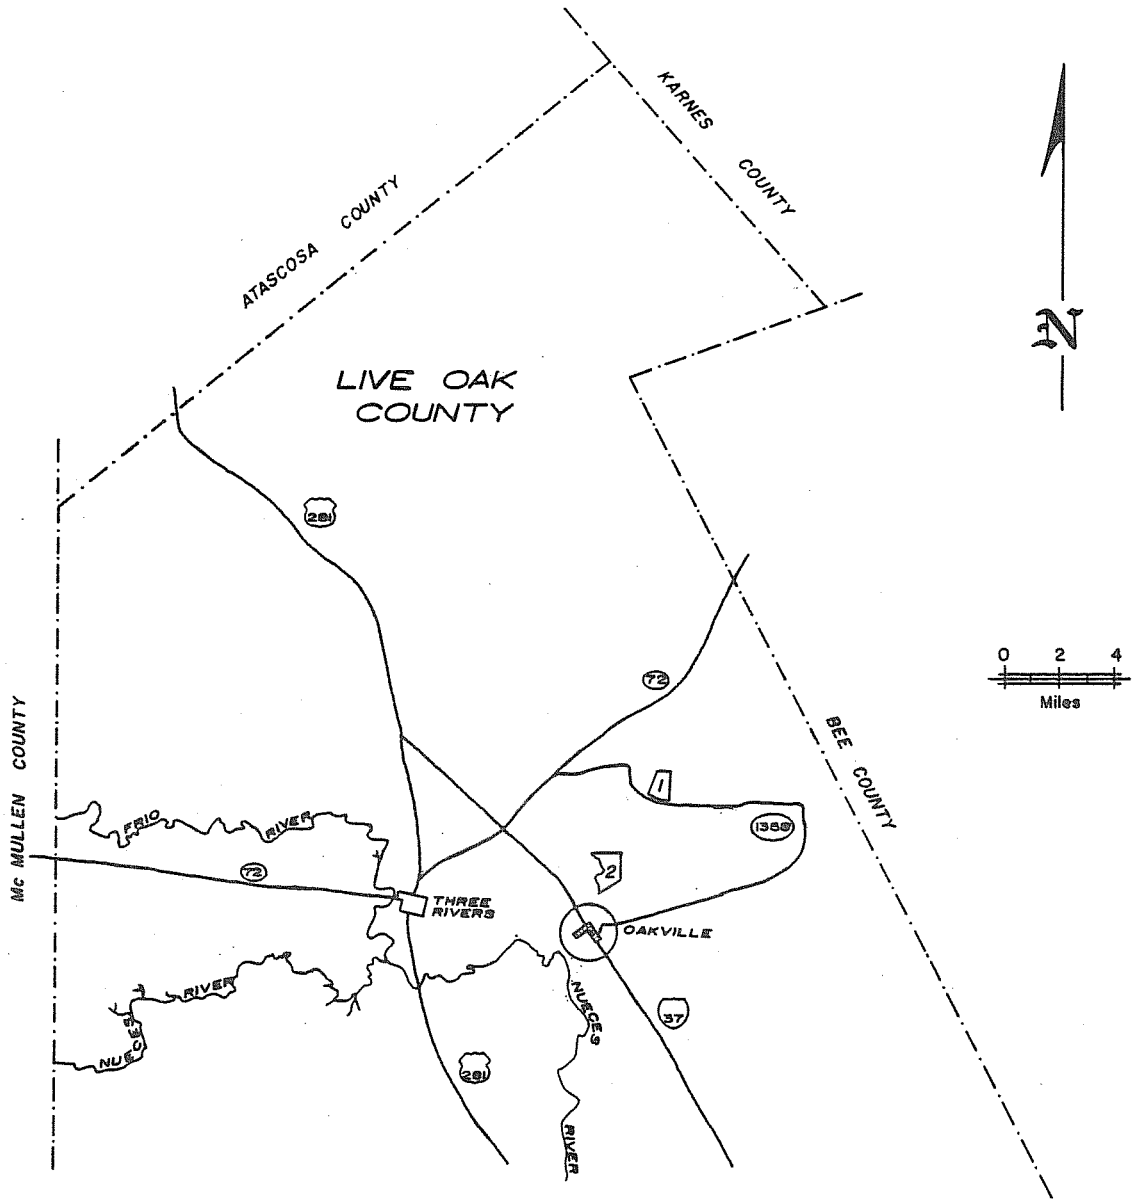 KARNES
COUNTY
ATASCOSA COUNTY
N
LIVE OAK
COUNTY
281
0 2 4
Miles
72
Mc MULLEN COUNTY
BEE COUNTY
1
FRIO
RIVER
1358
72
2
THREE
RIVERS
OAKVILLE
RIVER
NUECES
NUECES
37
281
RIVER